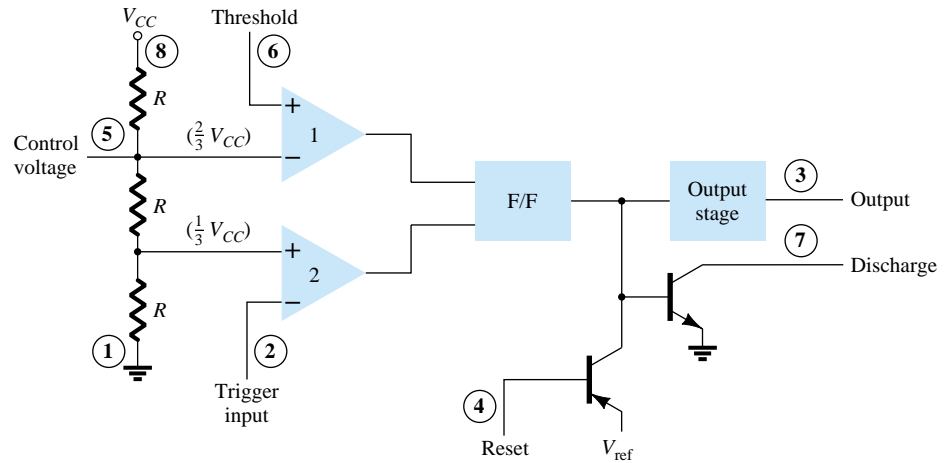 V_CC
8
Threshold
6
R
5
Control
voltage
(2/3 V_CC)
+
−
1
R
(1/3 V_CC)
+
−
2
F/F
Output
stage
3
Output
7
Discharge
R
1
2
Trigger
input
4
Reset
V_ref